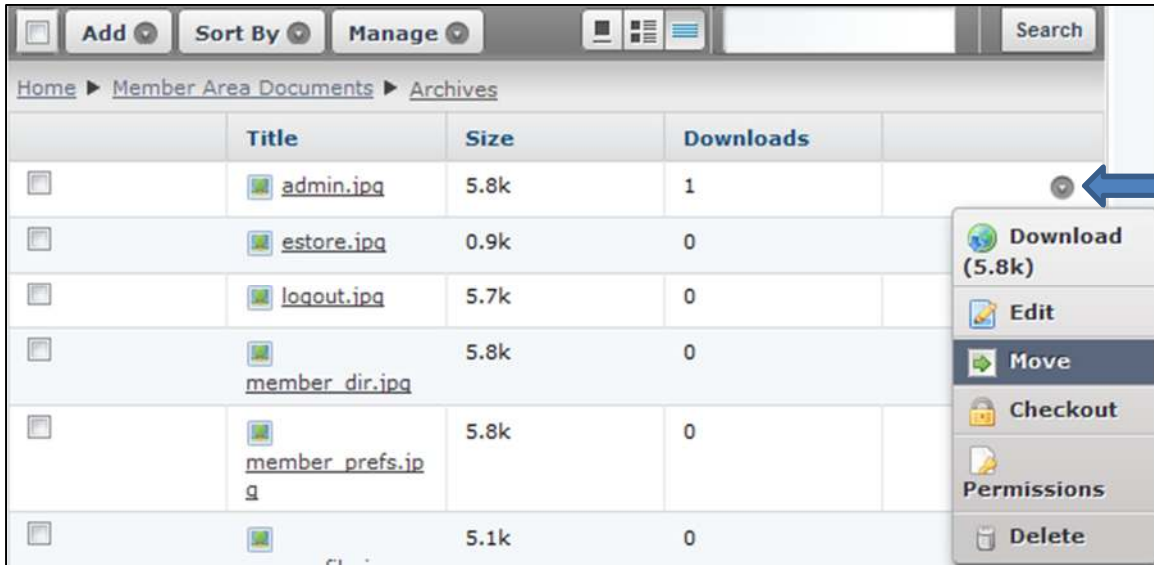 Add Sort By Manage Search
Home ▶ Member Area Documents ▶ Archives
Title Size Downloads
admin.jpg 5.8k 1
estore.jpg 0.9k 0
logout.jpg 5.7k 0
5.8k 0
member_dir.jpg
5.8k 0
member_prefs.jp
g
5.1k 0
Download
(5.8k)
Edit
Move
Checkout
Permissions
Delete